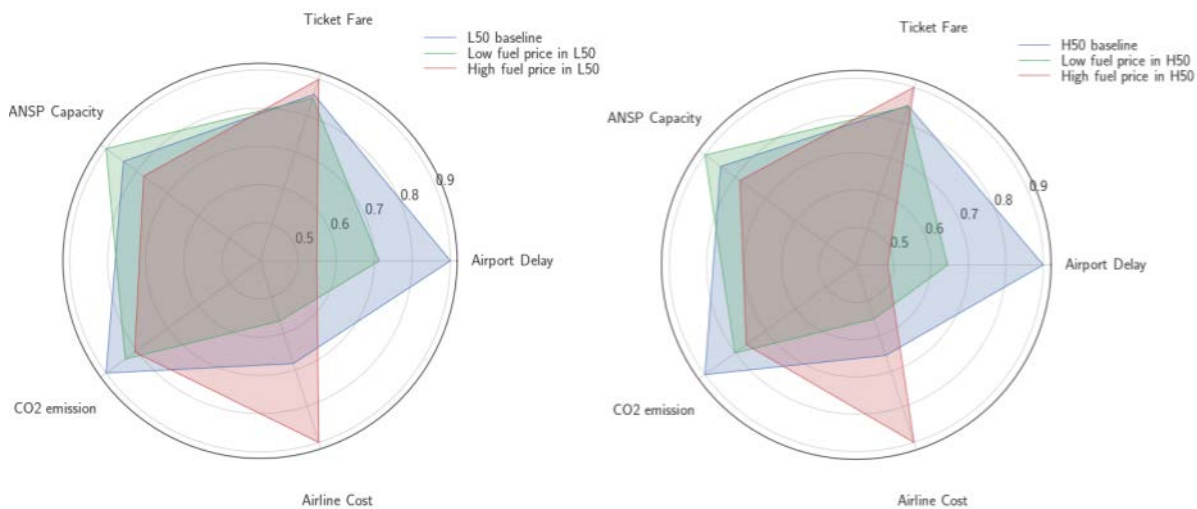 Ticket Fare
L50 baseline
Low fuel price in L50
High fuel price in L50
ANSP Capacity
0.9
0.8
0.7
0.6
0.5
Airport Delay
CO2 emission
Airline Cost
Ticket Fare
H50 baseline
Low fuel price in H50
High fuel price in H50
ANSP Capacity
0.9
0.8
0.7
0.6
0.5
Airport Delay
CO2 emission
Airline Cost